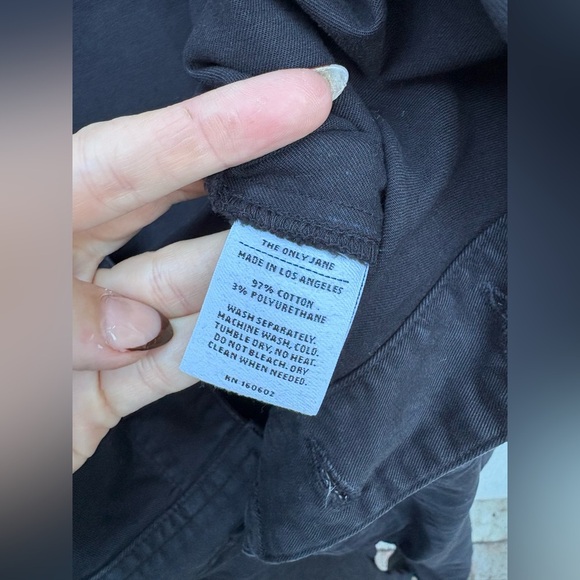 THE ONLY JANE
MADE IN LOS ANGELES
97% COTTON
3% POLYURETHANE
WASH SEPARATELY.
MACHINE WASH, COLD.
TUMBLE DRY, NO HEAT.
DO NOT BLEACH. DRY
CLEAN WHEN NEEDED.
RN 160602